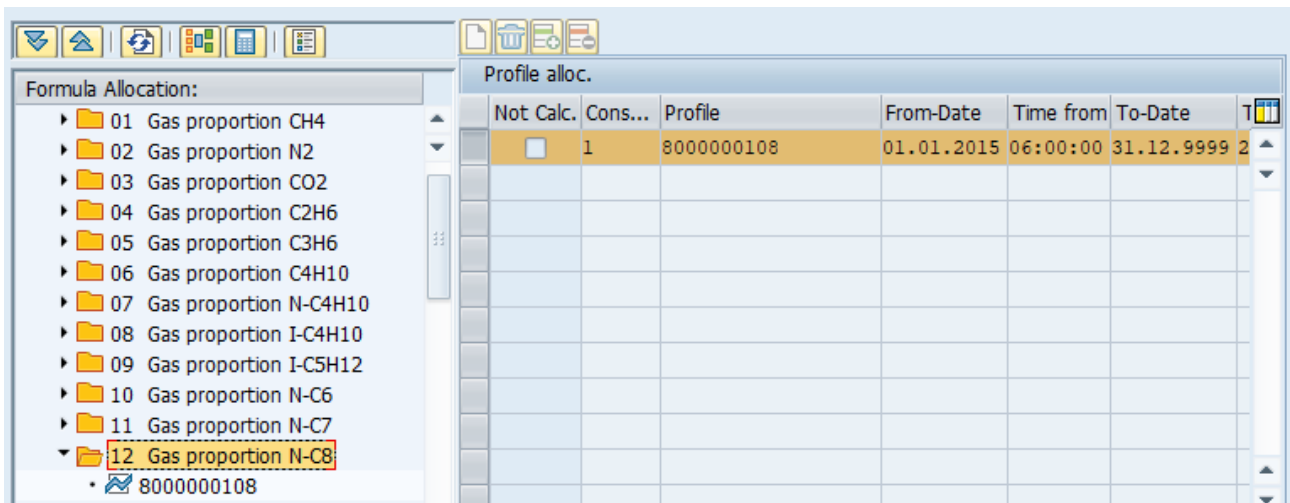 Formula Allocation:
01 Gas proportion CH4
02 Gas proportion N2
03 Gas proportion CO2
04 Gas proportion C2H6
05 Gas proportion C3H6
06 Gas proportion C4H10
07 Gas proportion N-C4H10
08 Gas proportion I-C4H10
09 Gas proportion I-C5H12
10 Gas proportion N-C6
11 Gas proportion N-C7
12 Gas proportion N-C8
8000000108
Profile alloc.
Not Calc. Cons... Profile From-Date Time from To-Date T
1 8000000108 01.01.2015 06:00:00 31.12.9999 2